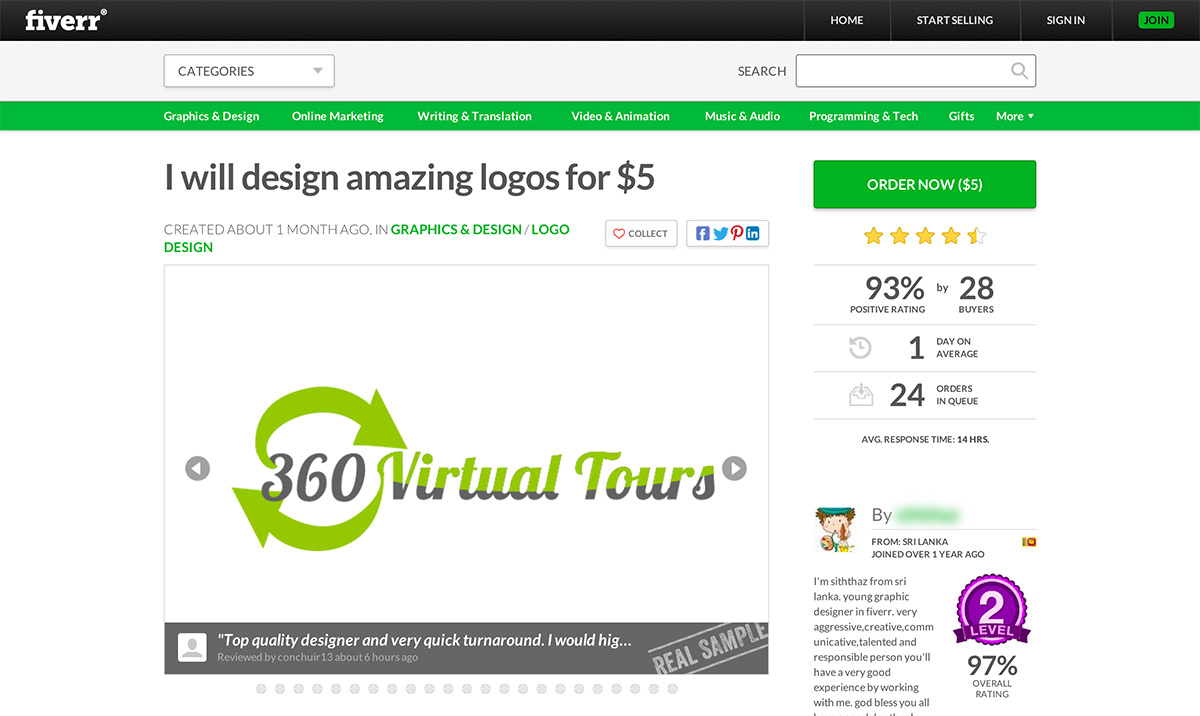 fiverr®
HOME
START SELLING
SIGN IN
JOIN
CATEGORIES
SEARCH
Graphics & Design
Online Marketing
Writing & Translation
Video & Animation
Music & Audio
Programming & Tech
Gifts
More
I will design amazing logos for $5
CREATED ABOUT 1 MONTH AGO, IN GRAPHICS & DESIGN / LOGO
DESIGN
COLLECT
360 Virtual Tours
"Top quality designer and very quick turnaround. I would hig...
Reviewed by conchuir13 about 6 hours ago
REAL SAMPLE
ORDER NOW ($5)
93% by 28
POSITIVE RATING BUYERS
1 DAY ON
AVERAGE
24 ORDERS
IN QUEUE
AVG. RESPONSE TIME: 14 HRS.
By
FROM: SRI LANKA
JOINED OVER 1 YEAR AGO
I'm siththaz from sri
lanka. young graphic
designer in fiverr. very
aggressive,creative,comm
unicative,talented and
responsible person you'll
have a very good
experience by working
with me. god bless you all
2
LEVEL
97%
OVERALL
RATING